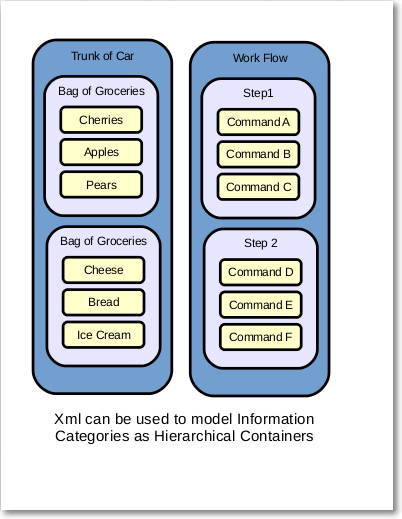 Trunk of Car
Bag of Groceries
Cherries
Apples
Pears
Bag of Groceries
Cheese
Bread
Ice Cream
Work Flow
Step1
Command A
Command B
Command C
Step 2
Command D
Command E
Command F
Xml can be used to model Information
Categories as Hierarchical Containers